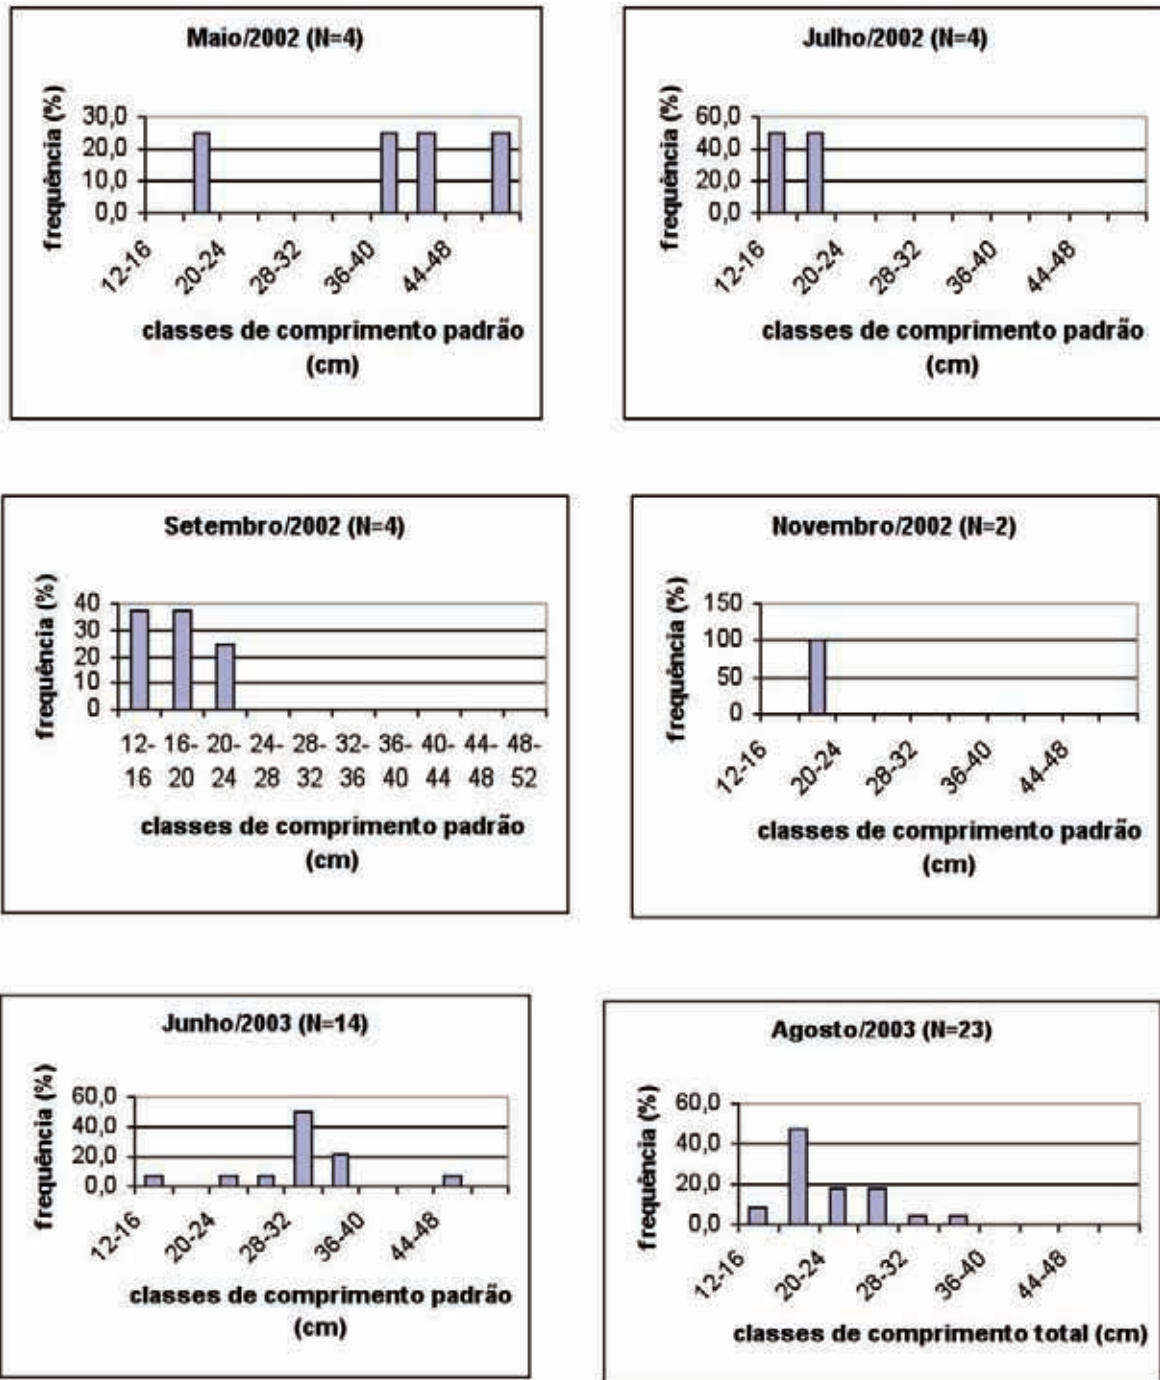 Maio/2002 (N=4)
frequência (%)
30,0
20,0
10,0
0,0
12-16
20-24
28-32
36-40
44-48
classes de comprimento padrão
(cm)
Julho/2002 (N=4)
frequência (%)
60,0
40,0
20,0
0,0
12-16
20-24
28-32
36-40
44-48
classes de comprimento padrão
(cm)
Setembro/2002 (N=4)
frequência (%)
40
30
20
10
0
12- 16- 20- 24- 28- 32- 36- 40- 44- 48-
16 20 24 28 32 36 40 44 48 52
classes de comprimento padrão
(cm)
Novembro/2002 (N=2)
frequência (%)
150
100
50
0
12-16
20-24
28-32
36-40
44-48
classes de comprimento padrão
(cm)
Junho/2003 (N=14)
frequência (%)
60,0
40,0
20,0
0,0
12-16
20-24
28-32
36-40
44-48
classes de comprimento padrão
(cm)
Agosto/2003 (N=23)
frequência (%)
60,0
40,0
20,0
0,0
12-16
20-24
28-32
36-40
44-48
classes de comprimento total (cm)